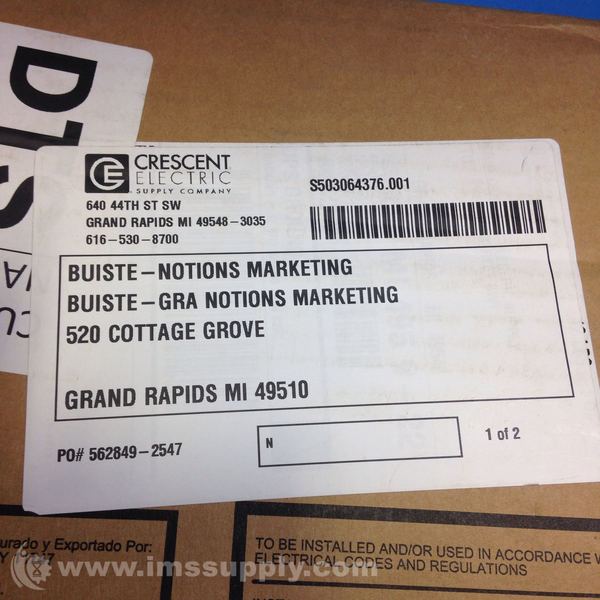 DTS
CRESCENT
ELECTRIC
SUPPLY COMPANY
640 44TH ST SW
GRAND RAPIDS MI 49548-3035
616-530-8700
S503064376.001
BUISTE-NOTIONS MARKETING
BUISTE-GRA NOTIONS MARKETING
520 COTTAGE GROVE
GRAND RAPIDS MI 49510
PO# 562849-2547
N
1 of 2
urado y Exportado Por:
TO BE INSTALLED AND/OR USED IN ACCORDANCE W
ELECTRICAL CODES AND REGULATIONS
www.imssupply.com